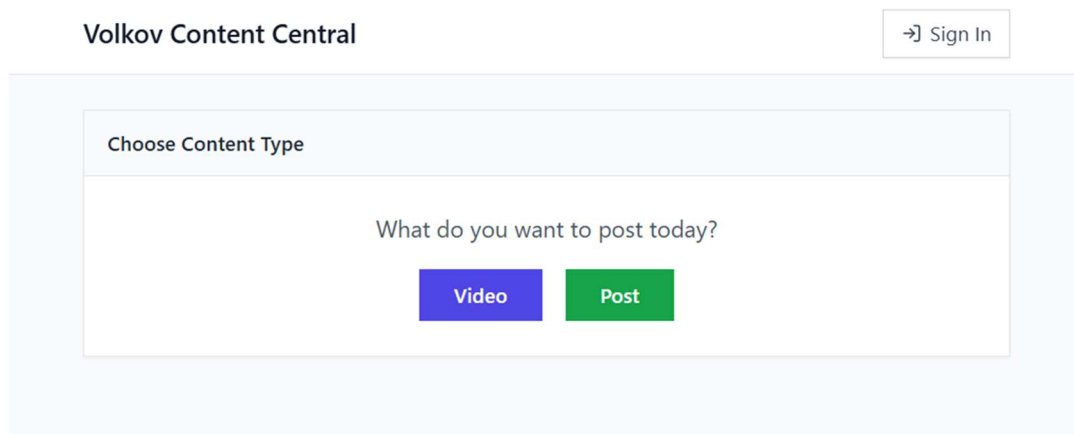 Volkov Content Central
Sign In
Choose Content Type
What do you want to post today?
Video
Post